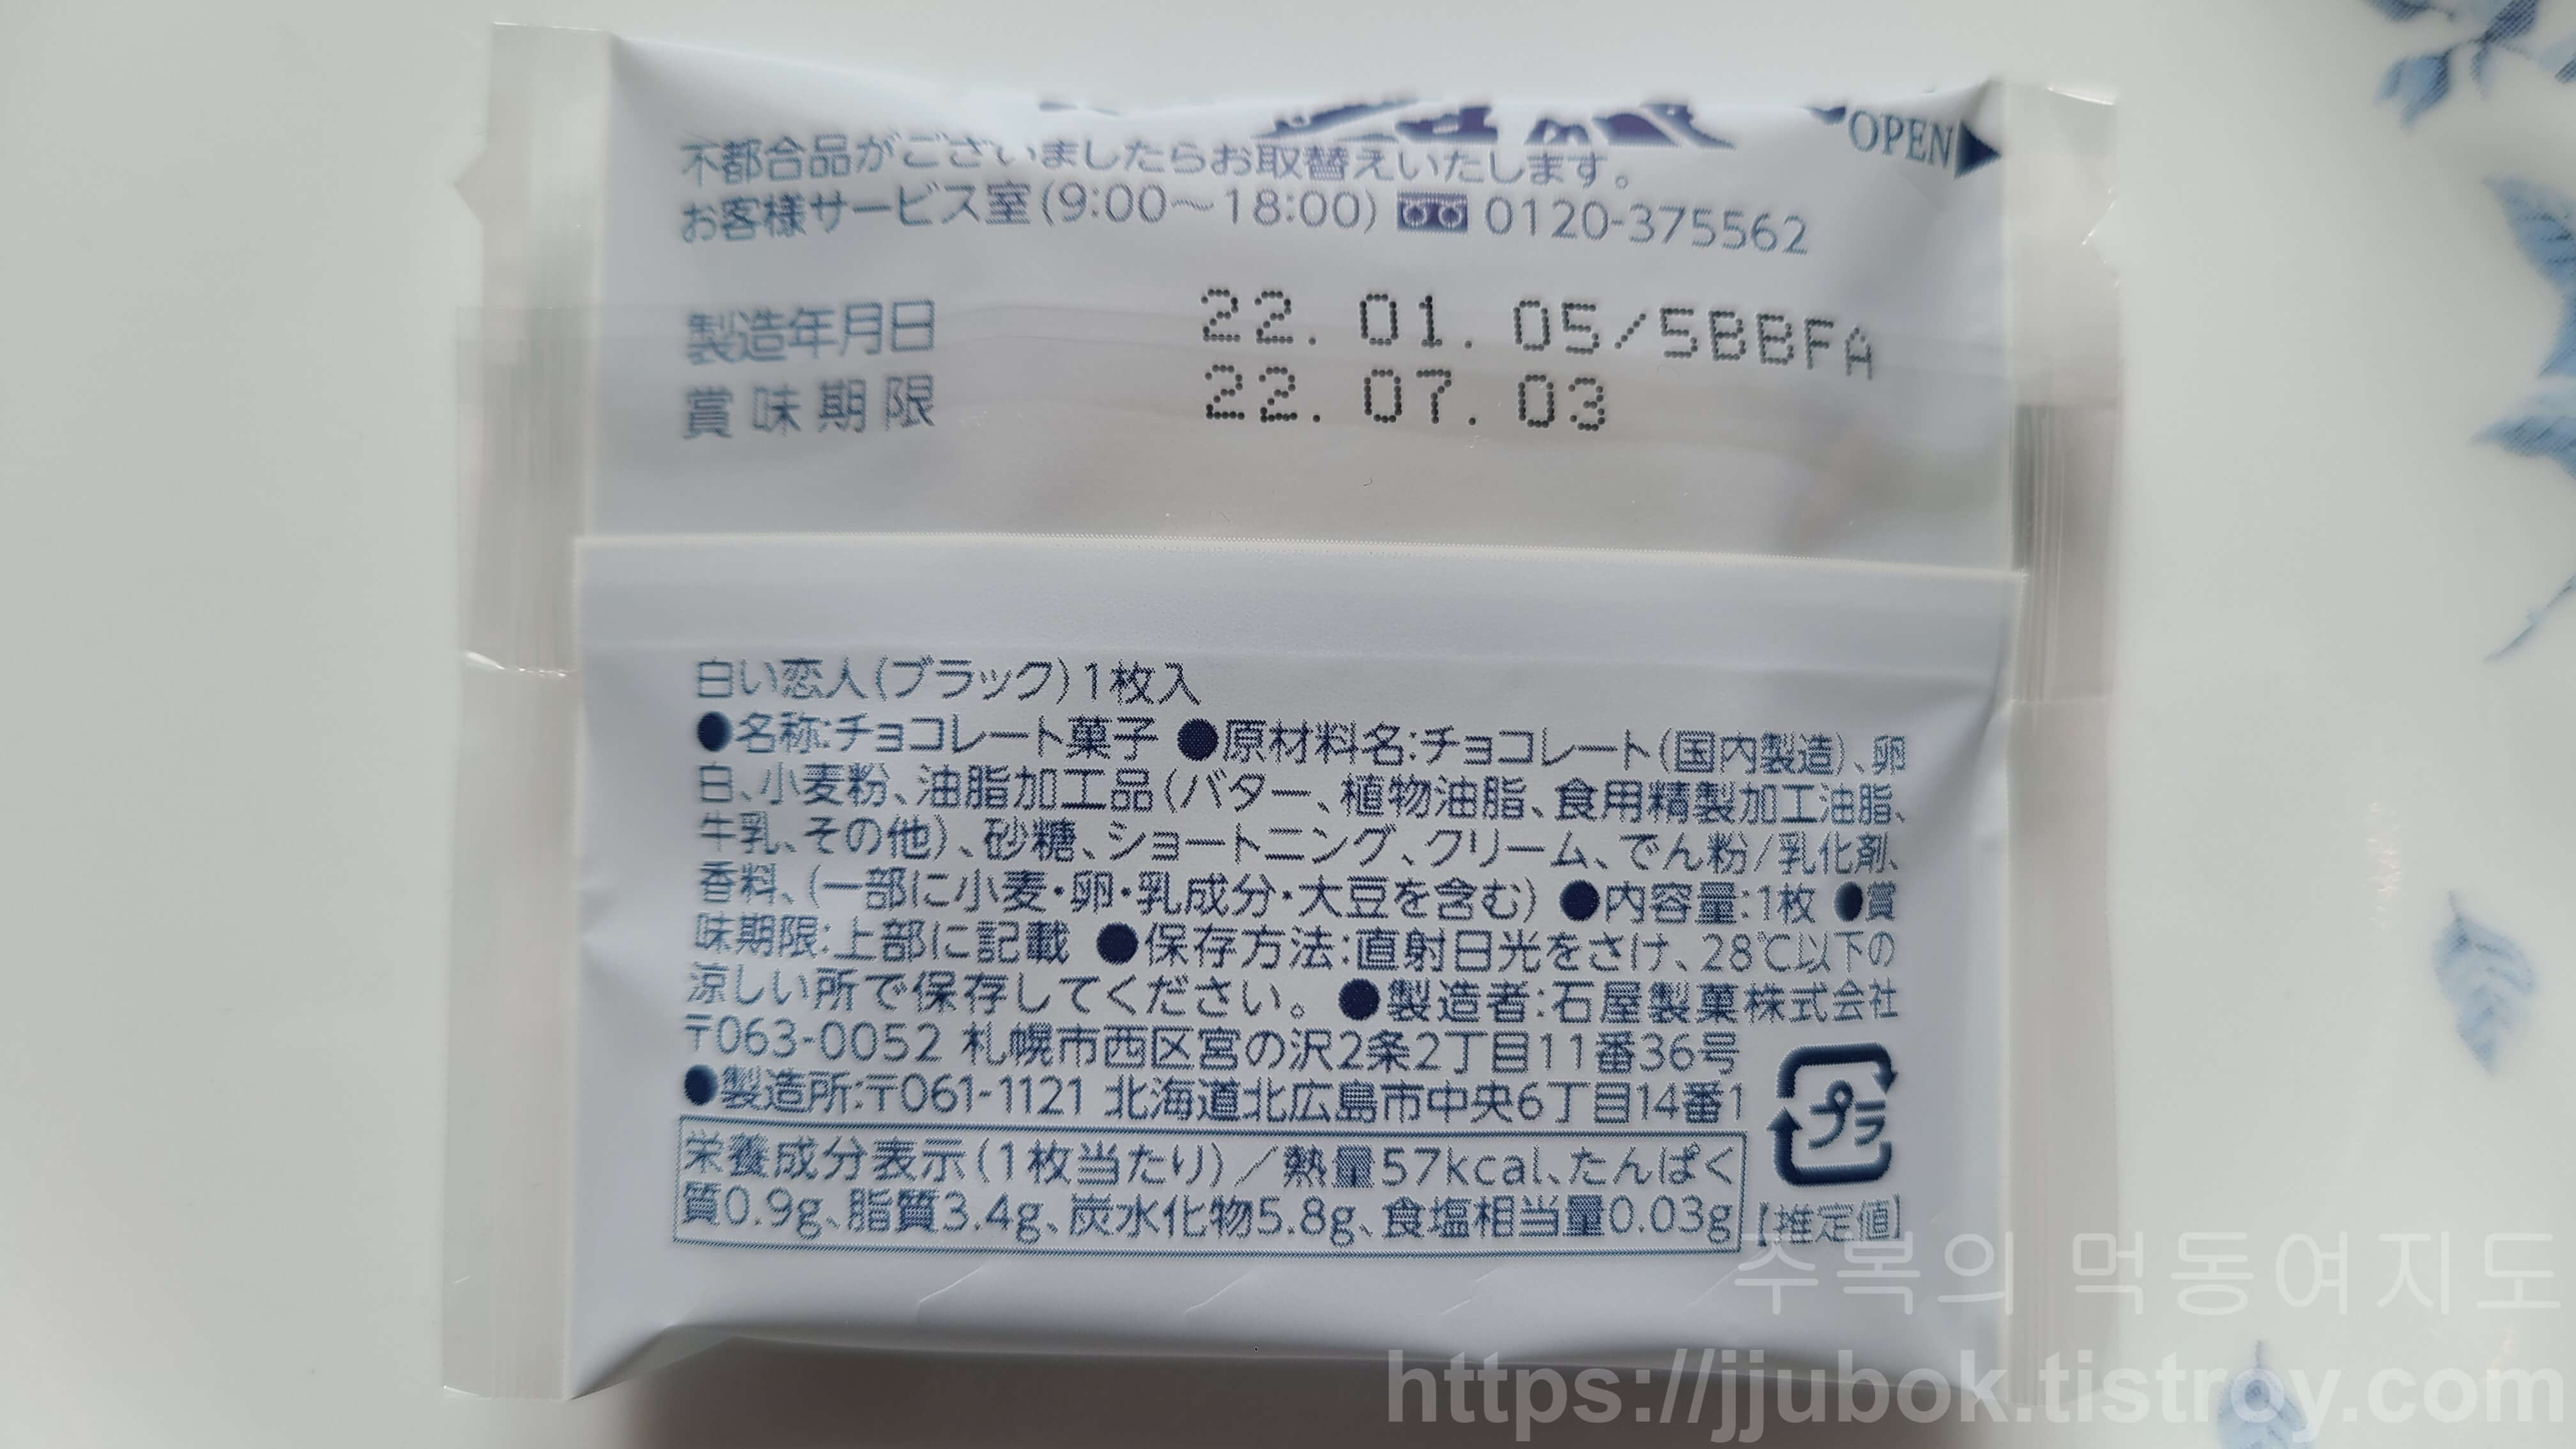 OPEN▶
不都合品がございましたらお取替えいたします。
お客様サービス室(9:00〜18:00) 0120-375562
製造年月日 22.01.05/5BBFA
賞味期限 22.07.03
白い恋人(ブラック)1枚入
●名称:チョコレート菓子 ●原材料名:チョコレート(国内製造)、卵
白、小麦粉、油脂加工品(バター、植物油脂、食用精製加工油脂、
牛乳、その他)、砂糖、ショートニング、クリーム、でん粉/乳化剤、
香料、(一部に小麦・卵・乳成分・大豆を含む) ●内容量:1枚 ●賞
味期限:上部に記載 ●保存方法:直射日光をさけ、28℃以下の
涼しい所で保存してください。 ●製造者:石屋製菓株式会社
〒063-0052 札幌市西区宮の沢2条2丁目11番36号
●製造所:〒061-1121 北海道北広島市中央6丁目14番1
プラ
栄養成分表示(1枚当たり)/熱量57kcal、たんぱく
質0.9g、脂質3.4g、炭水化物5.8g、食塩相当量0.03g
[推定値]
수복의 먹동여지도
https://jjubok.tistroy.com